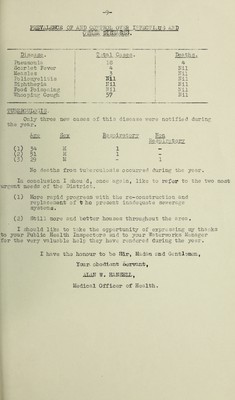 -8-
PREVALENCE OF AND CONTROL OVER INFECTIOUS AND
OTHER DISEASES.
Disease. Total Cases. Deaths.
Pneumonia 18 4
Scarlet Fever 4 Nil
Measles 3 Nil
Poliomyelitis Nil Nil
Diphtheria Nil Nil
Food Poisoning Nil Nil
Whooping Cough 37 Nil
TUBERCULOSIS.
Only three new cases of this disease were notified during
the year.
Age Sex Respiratory Non
Respiratory
(1) 34 M 1 -
(2) 51 M 1 -
(3) 29 M - 1
No deaths from tuberculosis occurred during the year.
In conclusion I should, once again, like to refer to the two most
urgent needs of the District.
(1) More rapid progress with the re-construction and
replacement of the present inadequate sewerage
system.
(2) Still more and better houses throughout the area.
I should like to take the opportunity of expressing my thanks
to your Public Health Inspectors and to your Waterworks Manager
for the very valuable help they have rendered during the year.
I have the honour to be Sir, Madam and Gentlemen,
Your obedient Servant,
ALAN W.
Medical Officer of Health.